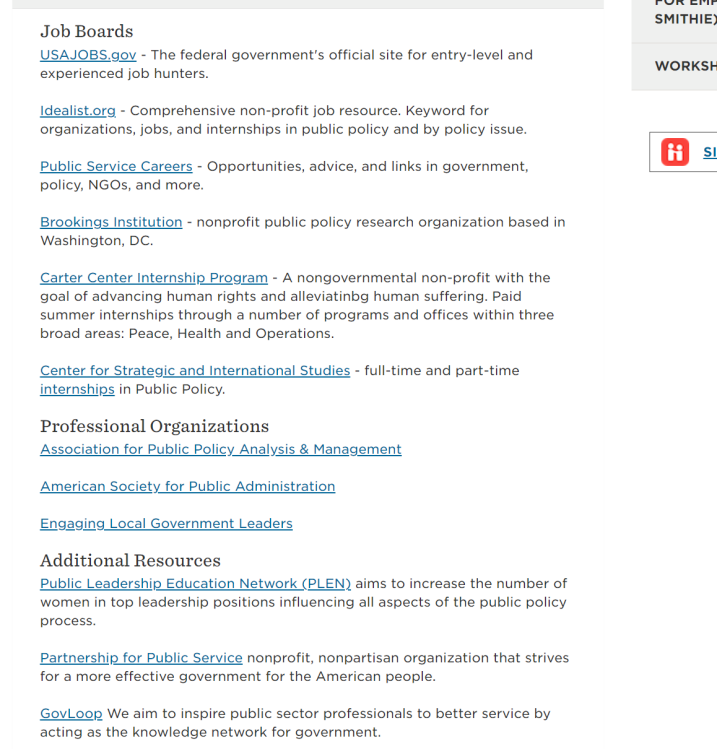 Job Boards
USAJOBS.gov - The federal government's official site for entry-level and
experienced job hunters.
Idealist.org - Comprehensive non-profit job resource. Keyword for
organizations, jobs, and internships in public policy and by policy issue.
Public Service Careers - Opportunities, advice, and links in government,
policy, NGOs, and more.
Brookings Institution - nonprofit public policy research organization based in
Washington, DC.
Carter Center Internship Program - A nongovernmental non-profit with the
goal of advancing human rights and alleviatinbg human suffering. Paid
summer internships through a number of programs and offices within three
broad areas: Peace, Health and Operations.
Center for Strategic and International Studies - full-time and part-time
internships in Public Policy.
Professional Organizations
Association for Public Policy Analysis & Management
American Society for Public Administration
Engaging Local Government Leaders
Additional Resources
Public Leadership Education Network (PLEN) aims to increase the number of
women in top leadership positions influencing all aspects of the public policy
process.
Partnership for Public Service nonprofit, nonpartisan organization that strives
for a more effective government for the American people.
GovLoop We aim to inspire public sector professionals to better service by
acting as the knowledge network for government.
FOR EMP
SMITHIE)
WORKSH
SI